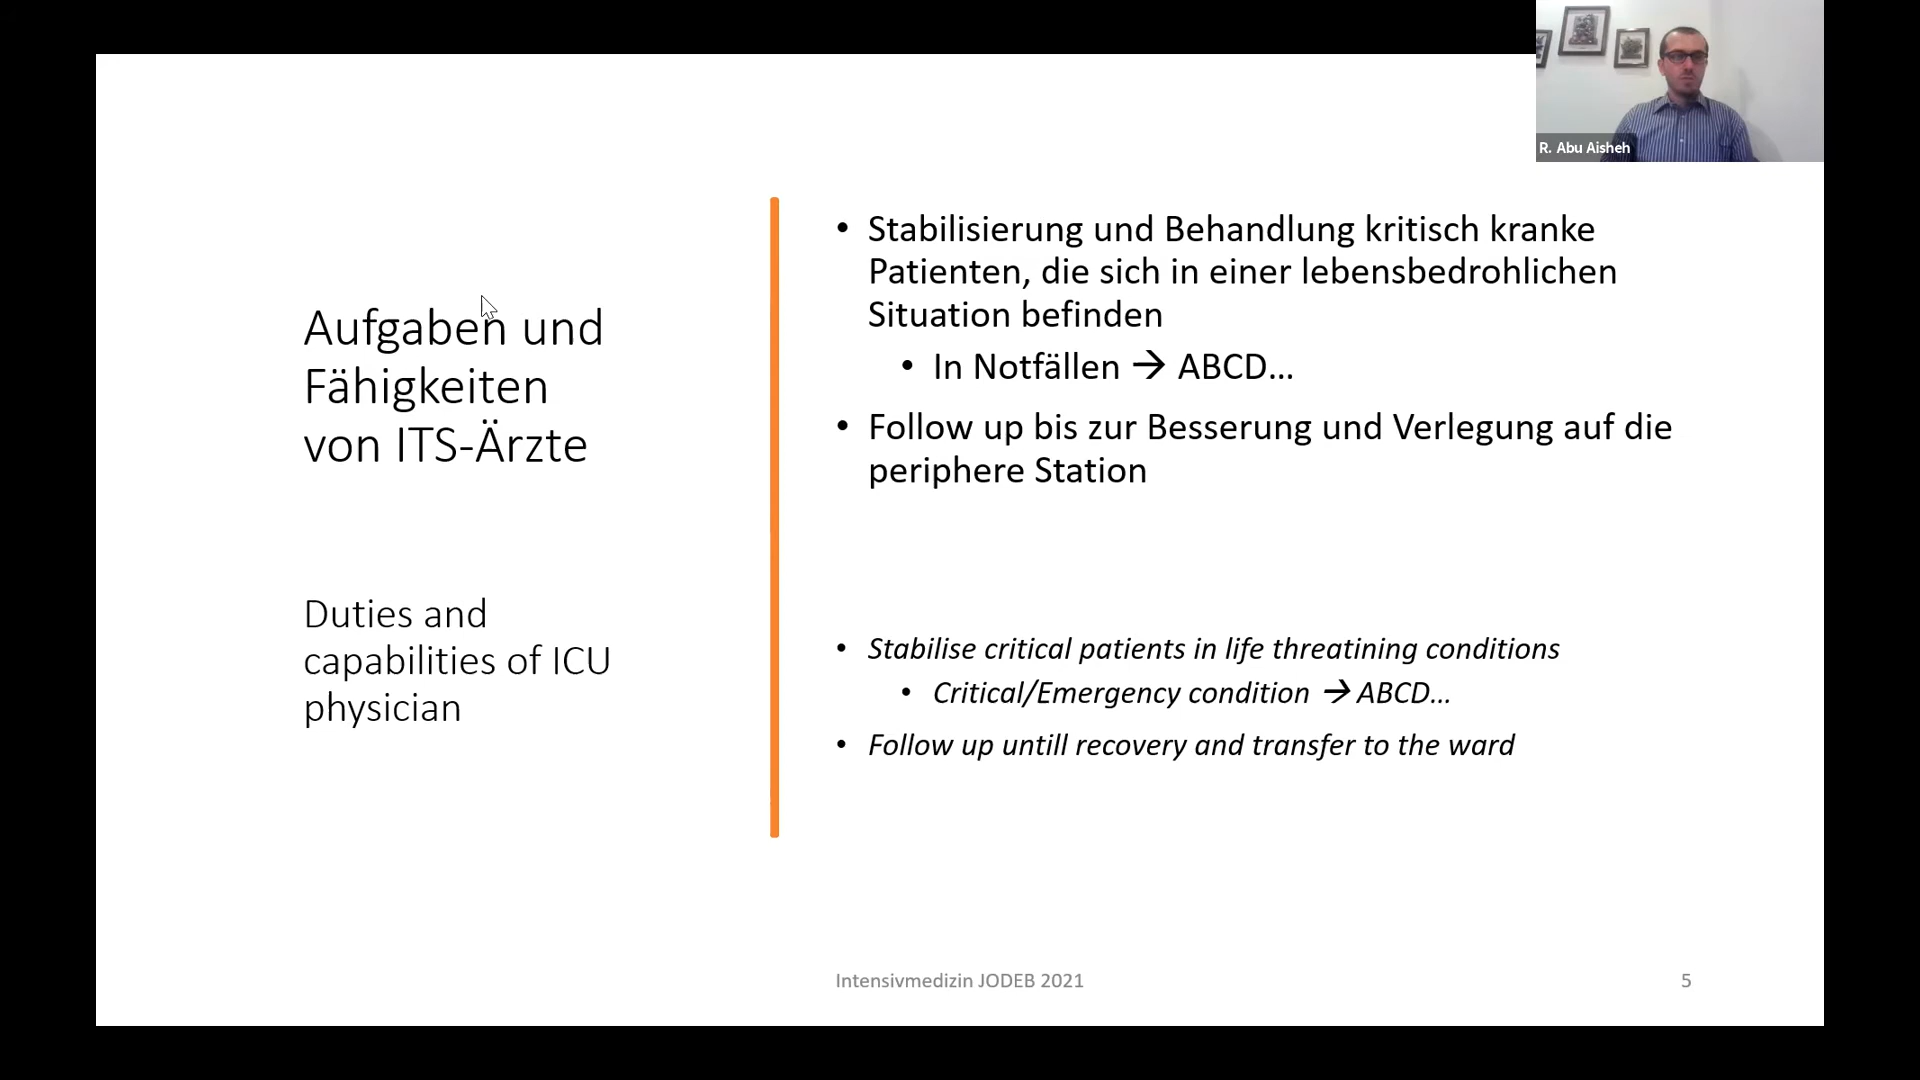 R. Abu Aisheh
Aufgaben und
Fähigkeiten
von ITS-Ärzte
Duties and
capabilities of ICU
physician
• Stabilisierung und Behandlung kritisch kranke
Patienten, die sich in einer lebensbedrohlichen
Situation befinden
• In Notfällen → ABCD...
• Follow up bis zur Besserung und Verlegung auf die
periphere Station
• Stabilise critical patients in life threatining conditions
• Critical/Emergency condition → ABCD...
• Follow up untill recovery and transfer to the ward
Intensivmedizin JODEB 2021
5